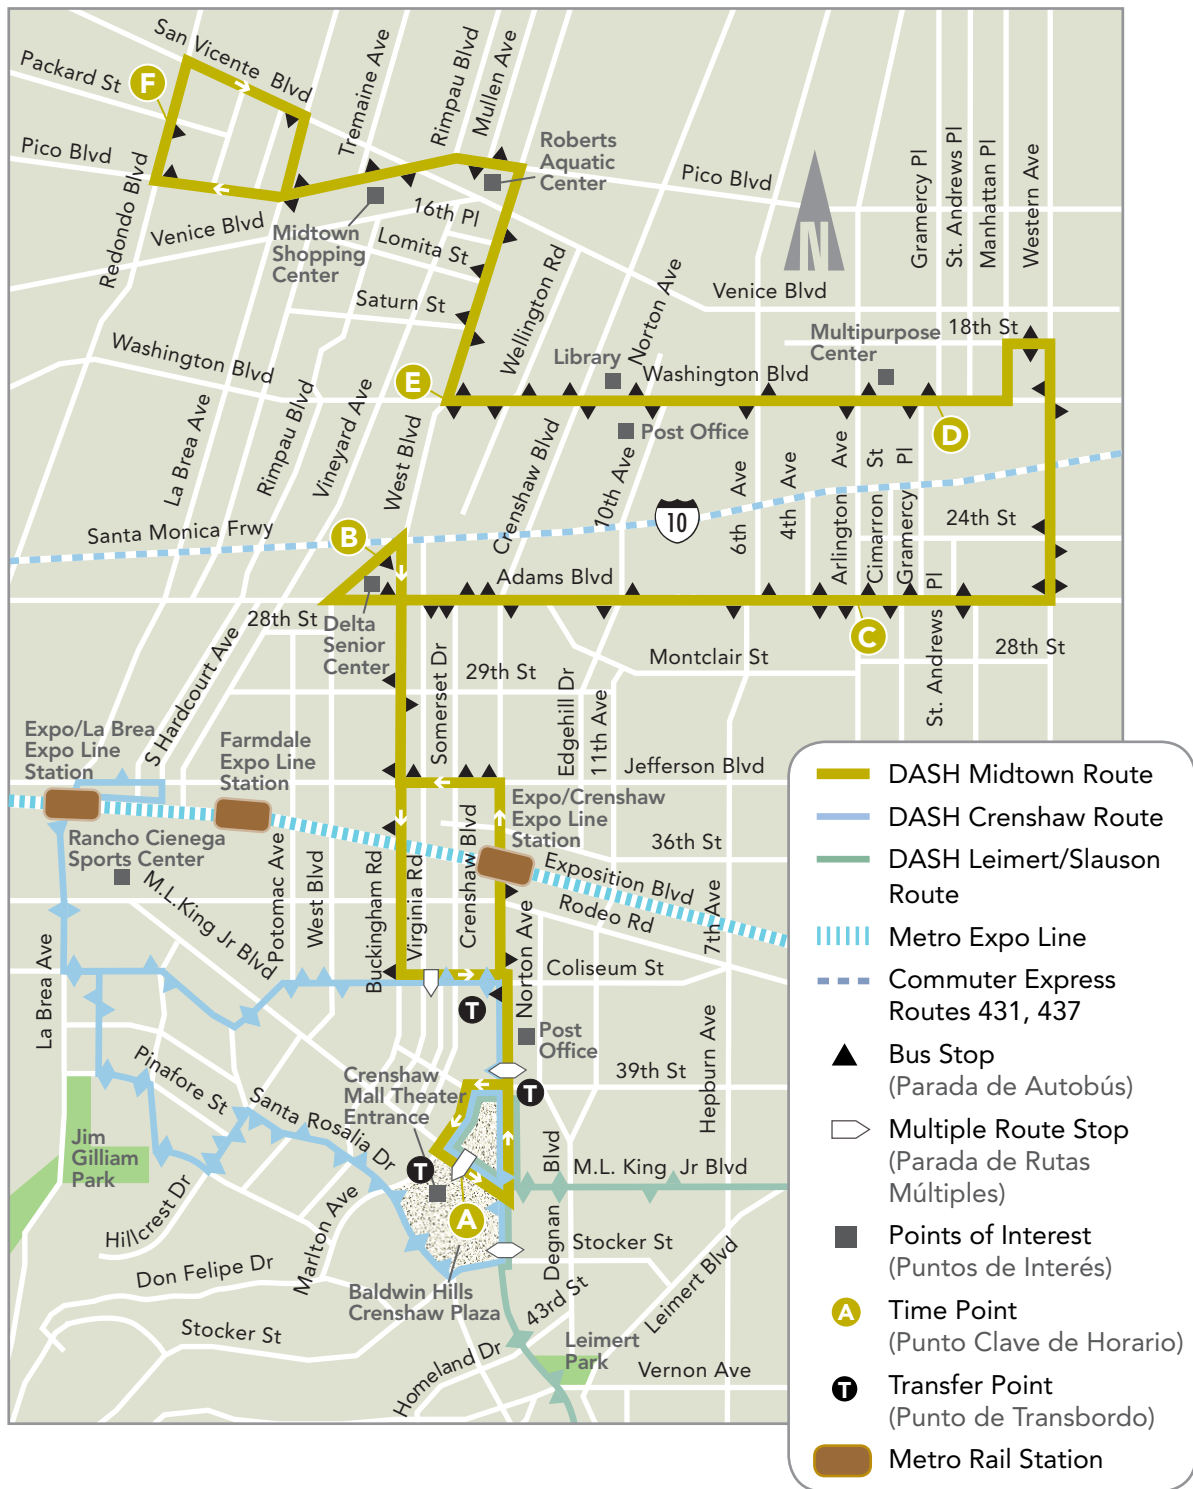 San Vicente Blvd
Packard St
F
Pico Blvd
Redondo Blvd
Tremaine Ave
Rimpau Blvd
Mullen Ave
Roberts
Aquatic
Center
Pico Blvd
Venice Blvd
Midtown
Shopping
Center
16th Pl
Lomita St
Saturn St
Gramercy Pl
St. Andrews Pl
Manhattan Pl
Western Ave
N
Venice Blvd
Wellington Rd
Norton Ave
Washington Blvd
Library
Washington Blvd
Multipurpose
Center
18th St
E
D
Post Office
La Brea Ave
Rimpau Blvd
Vineyard Ave
West Blvd
Crenshaw Blvd
10th Ave
6th Ave
4th Ave
Arlington Ave
Cimarron St
Gramercy Pl
St. Andrews Pl
10
Santa Monica Frwy
24th St
B
Adams Blvd
28th St
Delta
Senior
Center
C
Montclair St
28th St
29th St
S Hardcourt Ave
Somerset Dr
Edgehill Dr
11th Ave
Expo/La Brea
Expo Line
Station
Farmdale
Expo Line
Station
Jefferson Blvd
Expo/Crenshaw
Expo Line
Station
36th St
Rancho Cienega
Sports Center
Exposition Blvd
Rodeo Rd
M.L.King Jr Blvd
Potomac Ave
West Blvd
Buckingham Rd
Virginia Rd
Crenshaw Blvd
Norton Ave
7th Ave
Coliseum St
La Brea Ave
T
Post
Office
Pinafore St
Crenshaw
Mall Theater
Entrance
39th St
T
Hepburn Ave
Santa Rosalia Dr
Jim
Gilliam
Park
T
M.L. King Jr Blvd
Degnan Blvd
A
Hillcrest Dr
Marlton Ave
Stocker St
Don Felipe Dr
Baldwin Hills
Crenshaw Plaza
43rd St
Leimert Blvd
Stocker St
Homeland Dr
Leimert
Park
Vernon Ave
DASH Midtown Route
DASH Crenshaw Route
DASH Leimert/Slauson
Route
Metro Expo Line
Commuter Express
Routes 431, 437
Bus Stop
(Parada de Autobús)
Multiple Route Stop
(Parada de Rutas
Múltiples)
Points of Interest
(Puntos de Interés)
A
Time Point
(Punto Clave de Horario)
T
Transfer Point
(Punto de Transbordo)
Metro Rail Station